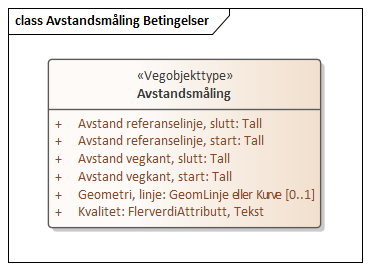 class Avstandsmåling Betingelser
«Vegobjekttype»
Avstandsmåling
+ Avstand referanselinje, slutt: Tall
+ Avstand referanselinje, start: Tall
+ Avstand vegkant, slutt: Tall
+ Avstand vegkant, start: Tall
+ Geometri, linje: GeomLinje eller Kurve [0..1]
+ Kvalitet: FlerverdiAttributt, Tekst